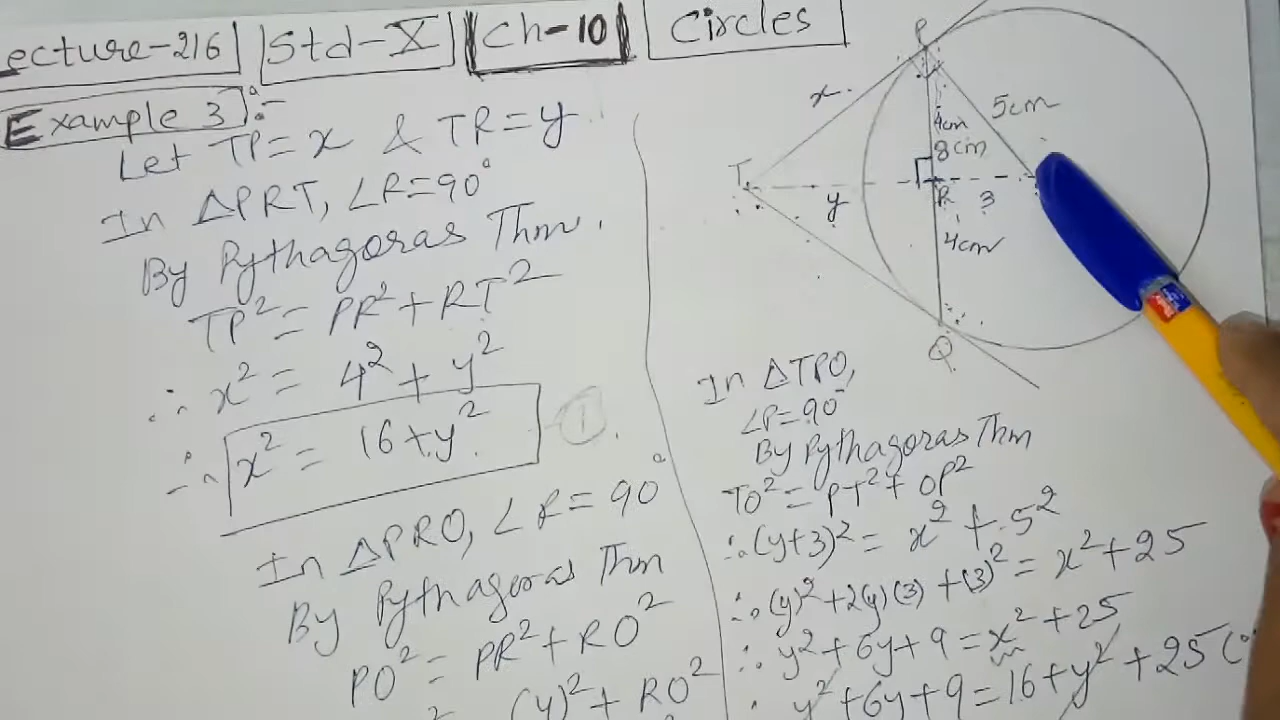 Lecture-216 Std-X Ch-10 Circles
Example 3:-
Let TP = x & TR = y
In △PRT, ∠R = 90°
By Pythagoras Thm.
TP² = PR² + RT²
∴ x² = 4² + y²
∴ x² = 16 + y² ①
In △PRO, ∠R = 90°
By Pythagoras Thm
PO² = PR² + RO²
(y)² + RO²
P
x
5cm
4cm
8cm
T
R
3
y
4cm
Q
In △TPO,
∠P = 90°
By Pythagoras Thm
TO² = PT² + OP²
∴ (y+3)² = x² + 5²
∴ (y)² + 2(y)(3) + (3)² = x² + 25
∴ y² + 6y + 9 = x² + 25
∴ y² + 6y + 9 = 16 + y² + 25